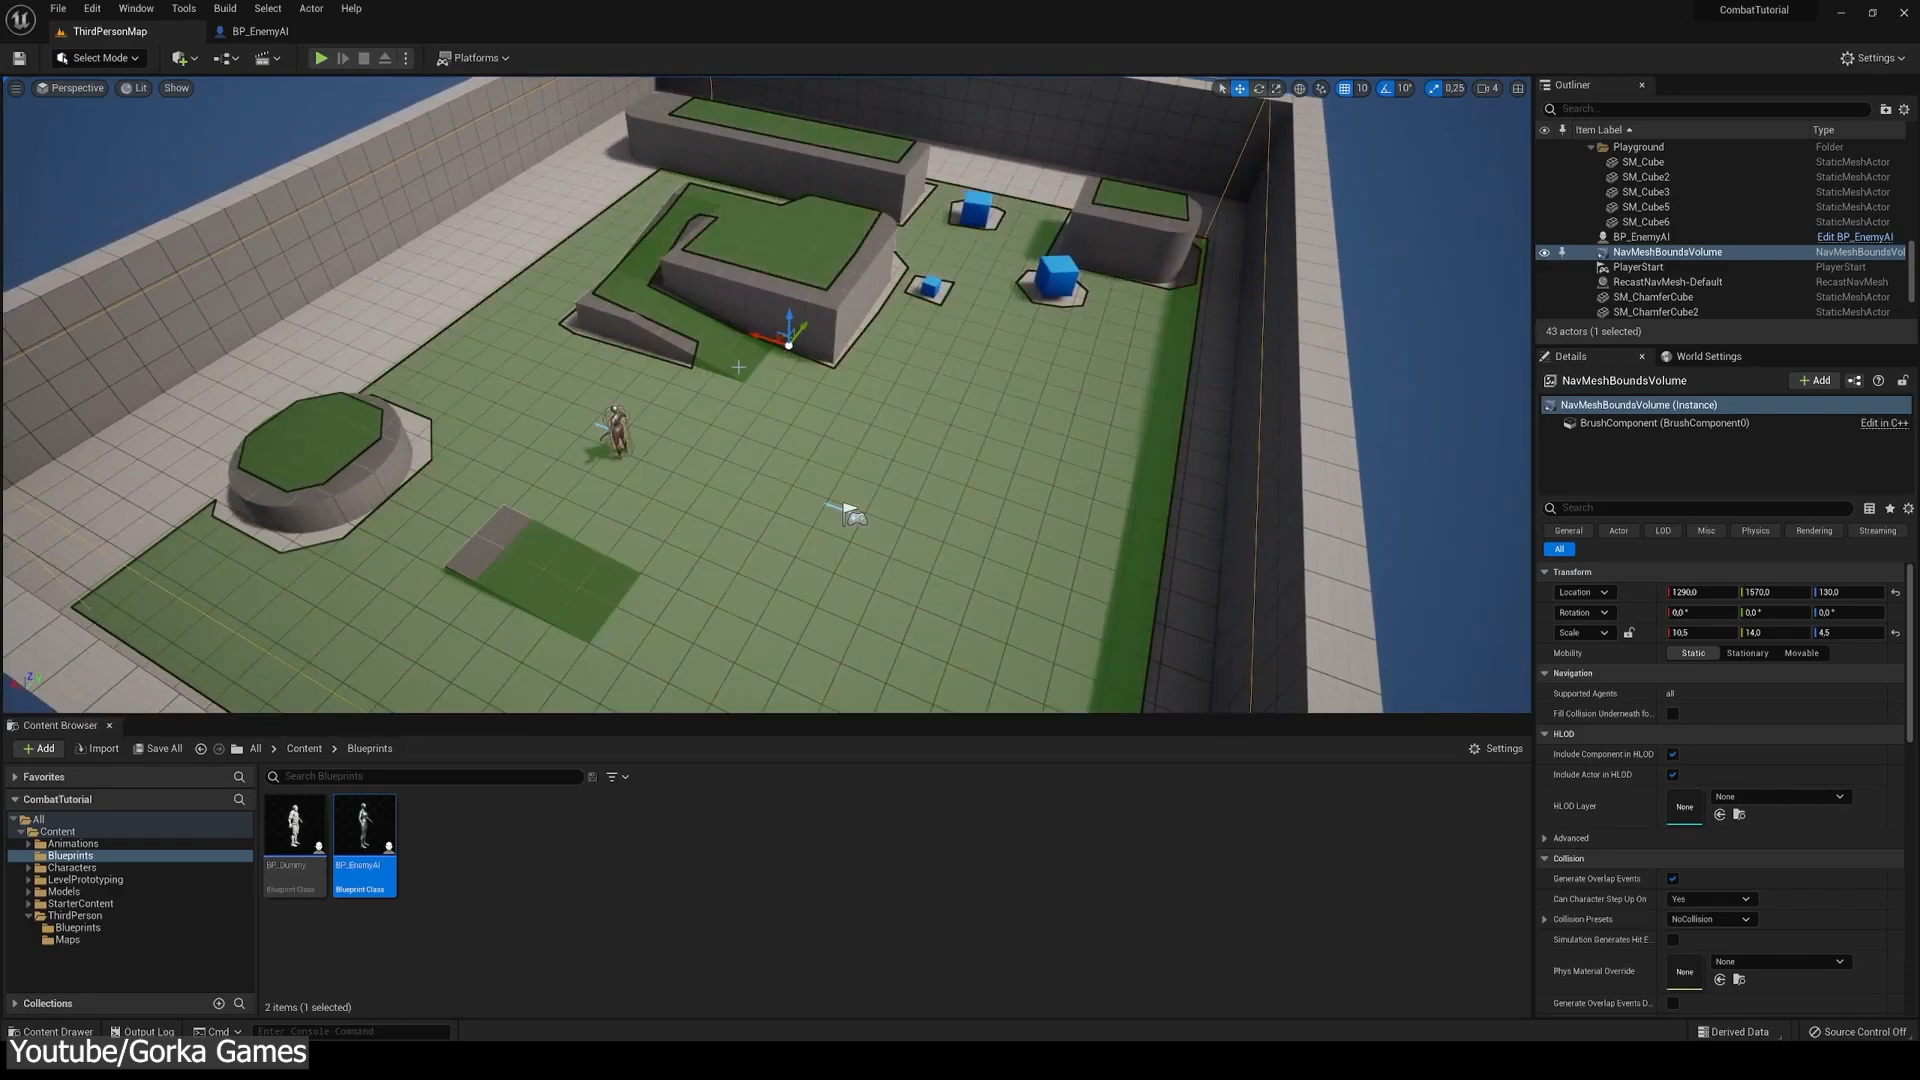 File Edit Window Tools Build Select Actor Help
CombatTutorial
ThirdPersonMap
BP_EnemyAI
Select Mode
Platforms
Settings
Perspective
Lit
Show
10
10°
0,25
4
Outliner
Search...
Item Label
Type
Playground Folder
SM_Cube StaticMeshActor
SM_Cube2 StaticMeshActor
SM_Cube3 StaticMeshActor
SM_Cube5 StaticMeshActor
SM_Cube6 StaticMeshActor
BP_EnemyAI Edit BP_EnemyAI
NavMeshBoundsVolume NavMeshBoundsVol
PlayerStart PlayerStart
RecastNavMesh-Default RecastNavMesh
SM_ChamferCube StaticMeshActor
SM_ChamferCube2 StaticMeshActor
43 actors (1 selected)
Details
World Settings
NavMeshBoundsVolume
Add
NavMeshBoundsVolume (Instance)
BrushComponent (BrushComponent0) Edit in C++
Search
General Actor LOD Misc Physics Rendering Streaming
All
Transform
Location 1290,0 1570,0 130,0
Rotation 0,0 ° 0,0 ° 0,0 °
Scale 10,5 14,0 4,5
Mobility Static Stationary Movable
Navigation
Supported Agents all
Fill Collision Underneath fo...
HLOD
Include Component in HLOD
Include Actor in HLOD
HLOD Layer None None
Advanced
Collision
Generate Overlap Events
Can Character Step Up On Yes
Collision Presets NoCollision
Simulation Generates Hit E...
Phys Material Override None None
Generate Overlap Events D...
Content Browser
Add Import Save All All Content Blueprints
Settings
Favorites
CombatTutorial
All
Content
Animations
Blueprints
Characters
LevelPrototyping
Models
StarterContent
ThirdPerson
Blueprints
Maps
Collections
Search Blueprints
BP_Dummy
Blueprint Class
BP_EnemyAI
Blueprint Class
2 items (1 selected)
Content Drawer Output Log Cmd Enter Console Command
Derived Data Source Control Off
Youtube/Gorka Games